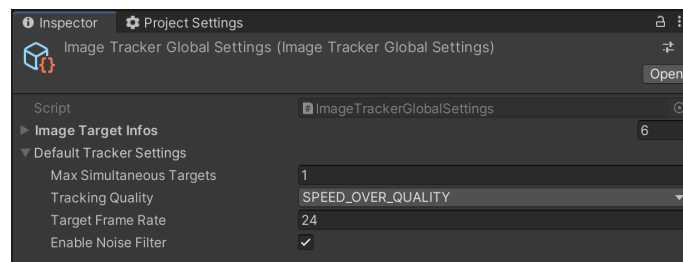 Inspector Project Settings
Image Tracker Global Settings (Image Tracker Global Settings)
Open
Script ImageTrackerGlobalSettings
Image Target Infos 6
Default Tracker Settings
Max Simultaneous Targets 1
Tracking Quality SPEED_OVER_QUALITY
Target Frame Rate 24
Enable Noise Filter